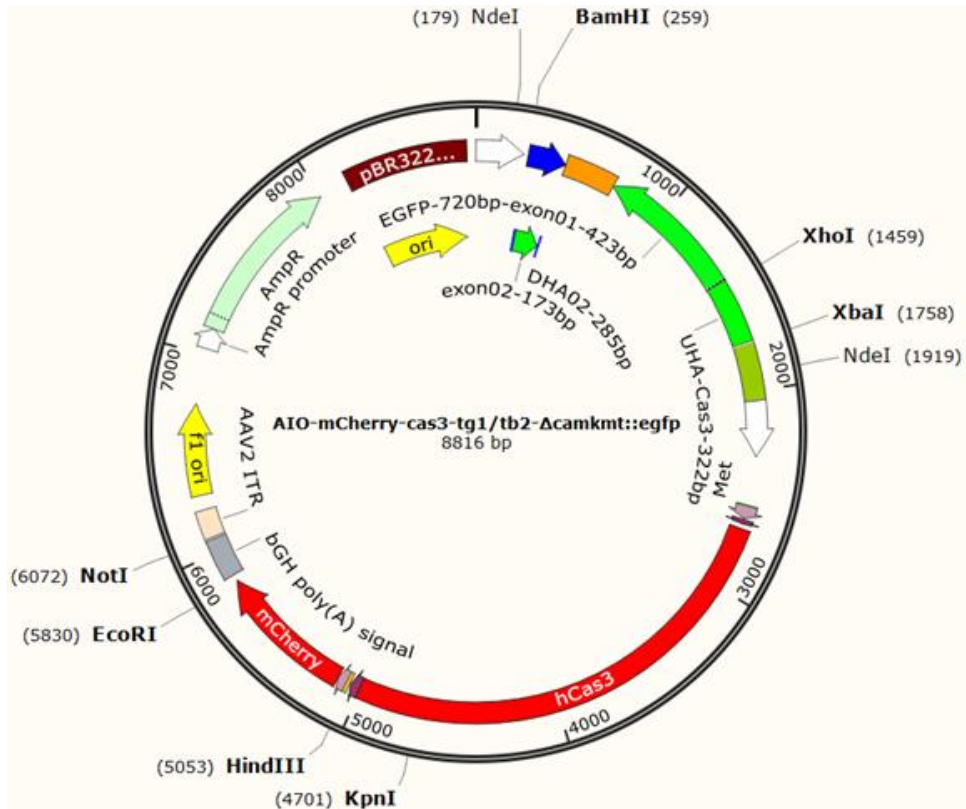 (179) NdeI
BamHI (259)
pBR322...
8000
1000
EGFP-720bp-exon01-423bp
ori
AmpR
AmpR promoter
exon02-173bp
DHA02-285bp
XhoI (1459)
XbaI (1758)
NdeI (1919)
2000
7000
UHA-Cas3-322bp
AIO-mCherry-cas3-tg1/tb2-Δcamkmt::egfp
8816 bp
f1 ori
AAV2 ITR
Met
bGH poly(A) signal
3000
(6072) NotI
6000
(5830) EcoRI
mCherry
hCas3
5000
4000
(5053) HindIII
(4701) KpnI